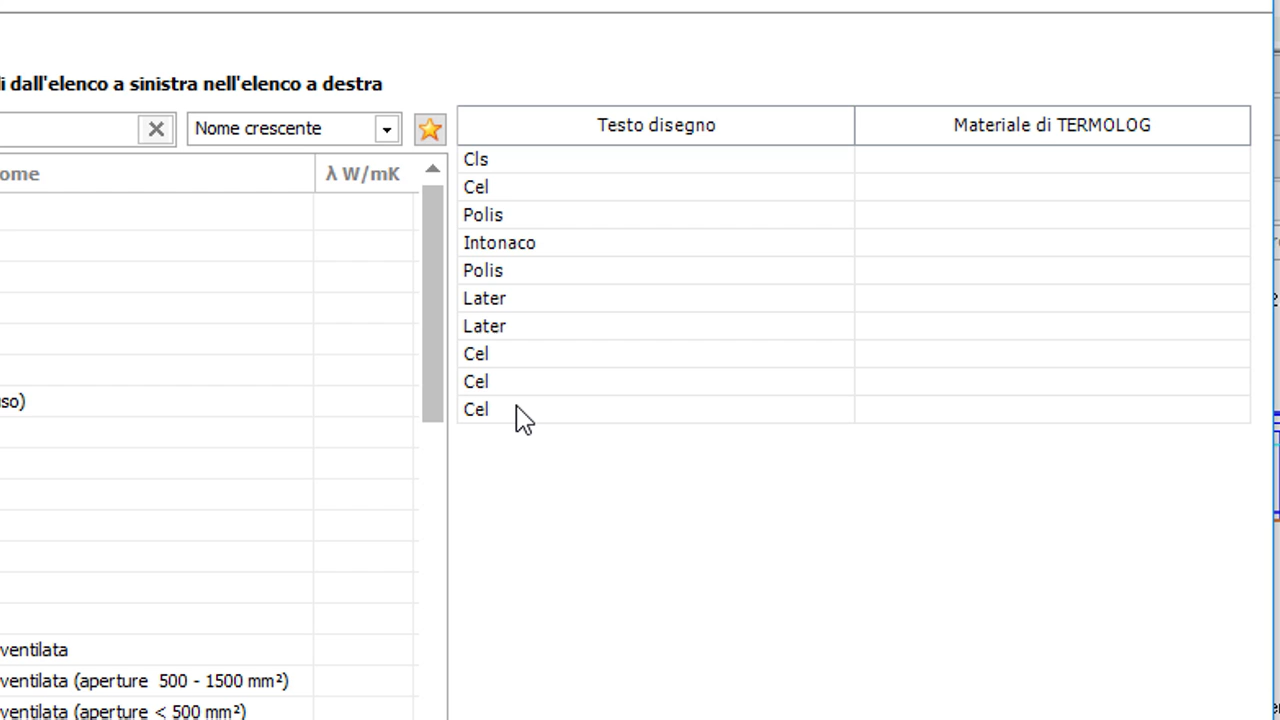 i dall'elenco a sinistra nell'elenco a destra
Nome crescente
Testo disegno Materiale di TERMOLOG
ome λ W/mK
Cls
Cel
Polis
Intonaco
Polis
Later
Later
Cel
Cel
so)
Cel
ventilata
ventilata (aperture 500 - 1500 mm²)
ventilata (aperture < 500 mm²)